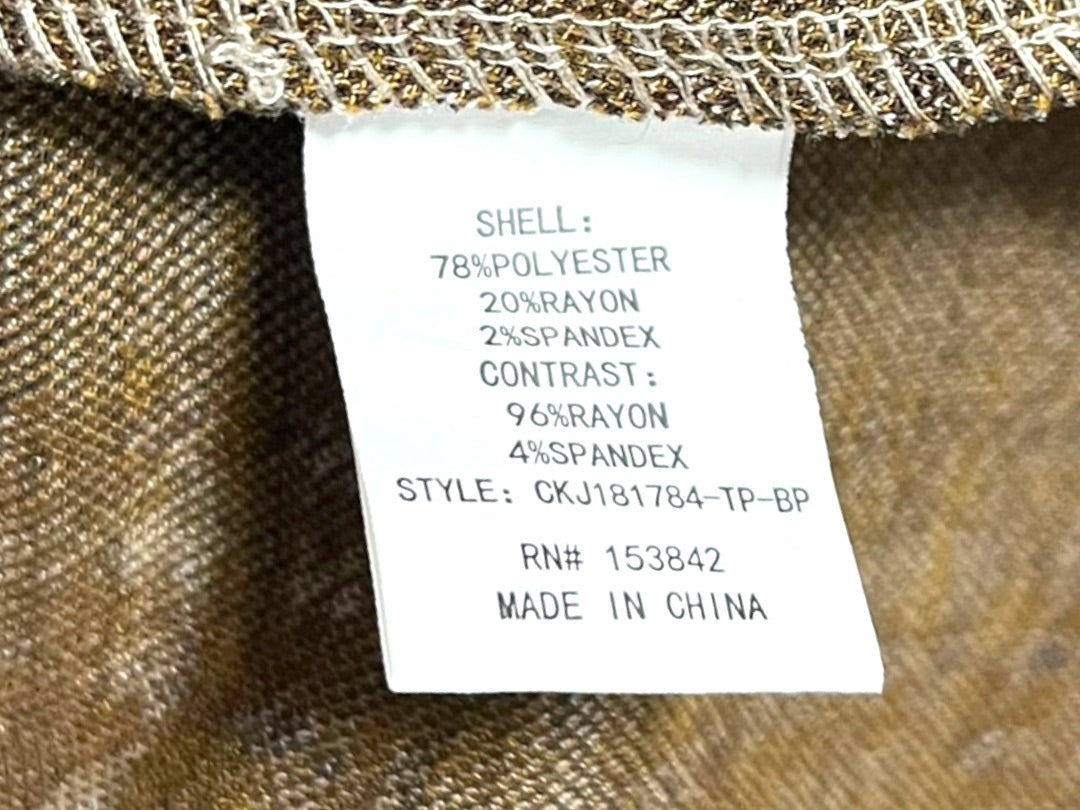 SHELL:
78%POLYESTER
20%RAYON
2%SPANDEX
CONTRAST:
96%RAYON
4%SPANDEX
STYLE: CKJ181784-TP-BP
RN# 153842
MADE IN CHINA